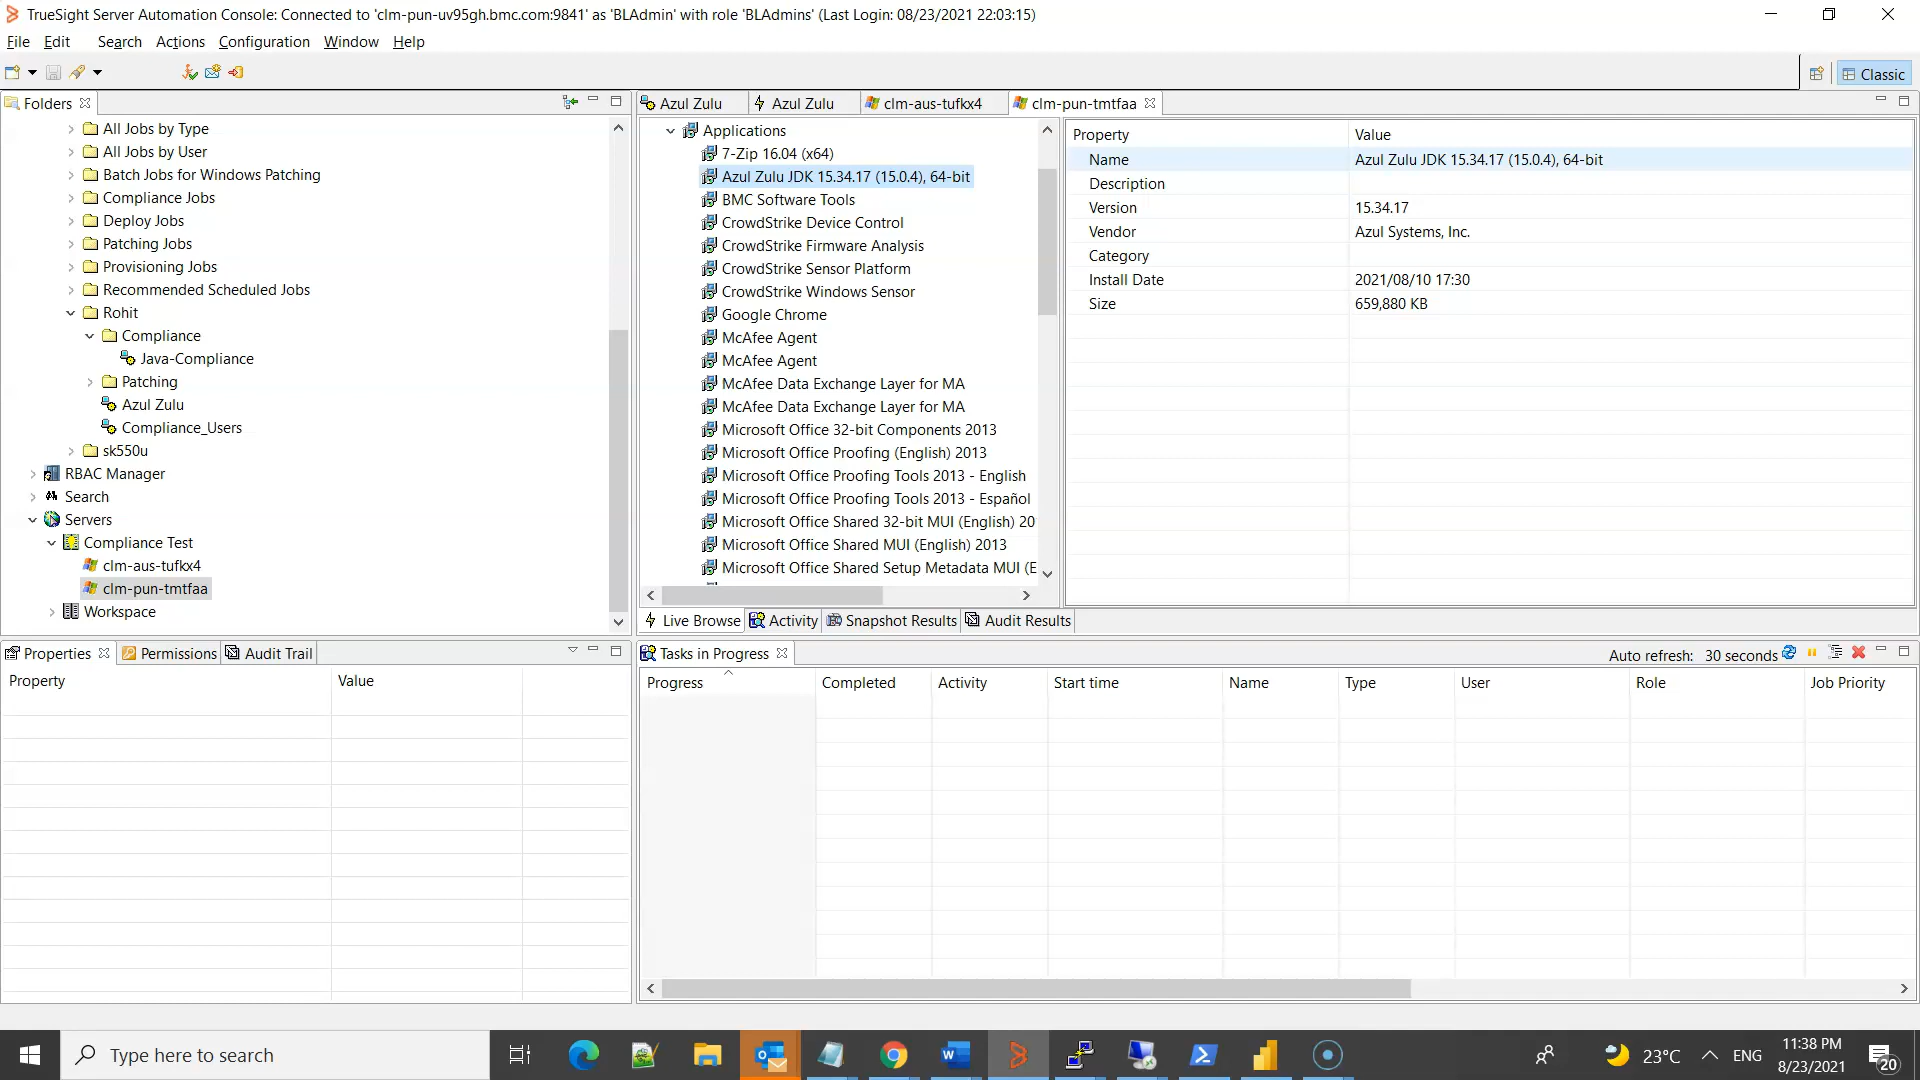 TrueSight Server Automation Console: Connected to 'clm-pun-uv95gh.bmc.com:9841' as 'BLAdmin' with role 'BLAdmins' (Last Login: 08/23/2021 22:03:15)
File Edit Search Actions Configuration Window Help
Classic
Folders
All Jobs by Type
All Jobs by User
Batch Jobs for Windows Patching
Compliance Jobs
Deploy Jobs
Patching Jobs
Provisioning Jobs
Recommended Scheduled Jobs
Rohit
Compliance
Java-Compliance
Patching
Azul Zulu
Compliance_Users
sk550u
RBAC Manager
Search
Servers
Compliance Test
clm-aus-tufkx4
clm-pun-tmtfaa
Workspace
Azul Zulu Azul Zulu clm-aus-tufkx4 clm-pun-tmtfaa
Applications
7-Zip 16.04 (x64)
Azul Zulu JDK 15.34.17 (15.0.4), 64-bit
BMC Software Tools
CrowdStrike Device Control
CrowdStrike Firmware Analysis
CrowdStrike Sensor Platform
CrowdStrike Windows Sensor
Google Chrome
McAfee Agent
McAfee Agent
McAfee Data Exchange Layer for MA
McAfee Data Exchange Layer for MA
Microsoft Office 32-bit Components 2013
Microsoft Office Proofing (English) 2013
Microsoft Office Proofing Tools 2013 - English
Microsoft Office Proofing Tools 2013 - Español
Microsoft Office Shared 32-bit MUI (English) 20
Microsoft Office Shared MUI (English) 2013
Microsoft Office Shared Setup Metadata MUI (E
Live Browse Activity Snapshot Results Audit Results
Property Value
Name Azul Zulu JDK 15.34.17 (15.0.4), 64-bit
Description
Version 15.34.17
Vendor Azul Systems, Inc.
Category
Install Date 2021/08/10 17:30
Size 659,880 KB
Properties Permissions Audit Trail
Property Value
Tasks in Progress
Auto refresh: 30 seconds
Progress Completed Activity Start time Name Type User Role Job Priority
Type here to search
23°C ENG
11:38 PM
8/23/2021
20